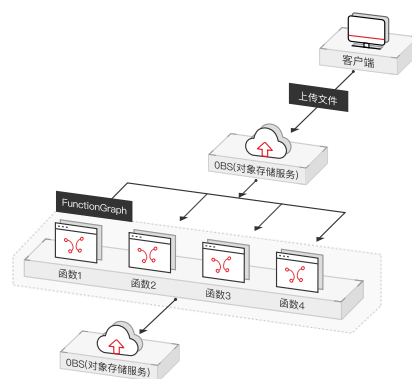 客户端
上传文件
OBS(对象存储服务)
FunctionGraph
函数1
函数2
函数3
函数4
OBS(对象存储服务)